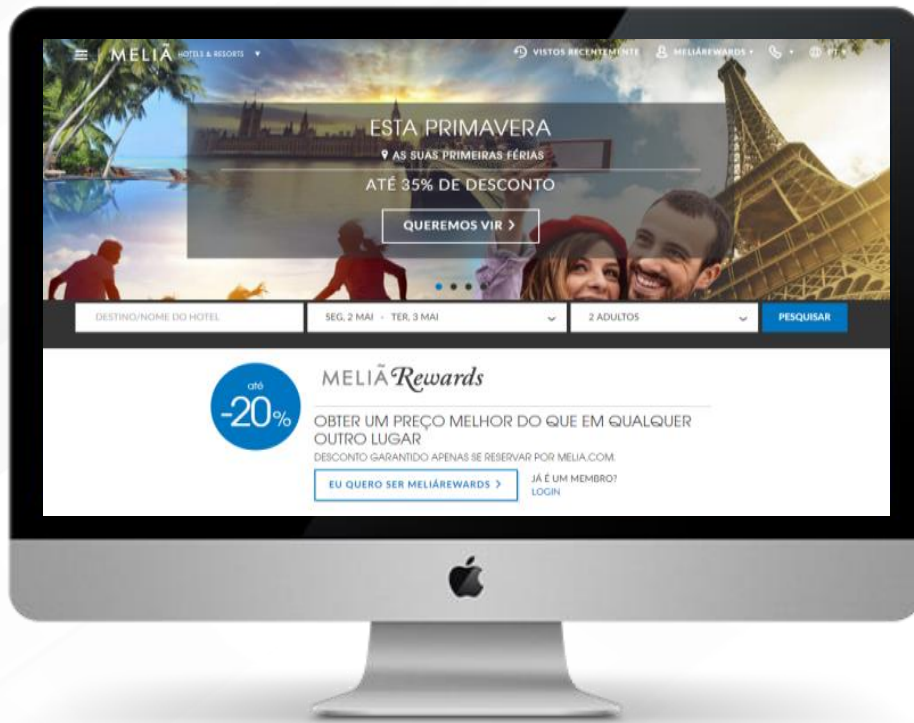 MELIÃ HOTELS & RESORTS
VISTOS RECENTEMENTE
MELIÁREWARDS
PT
ESTA PRIMAVERA
AS SUAS PRIMEIRAS FÉRIAS
ATÉ 35% DE DESCONTO
QUEREMOS VIR >
DESTINO/NOME DO HOTEL
SEG, 2 MAI - TER, 3 MAI
2 ADULTOS
PESQUISAR
até
-20%
MELIÃ Rewards
OBTER UM PREÇO MELHOR DO QUE EM QUALQUER
OUTRO LUGAR
DESCONTO GARANTIDO APENAS SE RESERVAR POR MELIA.COM.
EU QUERO SER MELIÁREWARDS >
JÁ É UM MEMBRO?
LOGIN